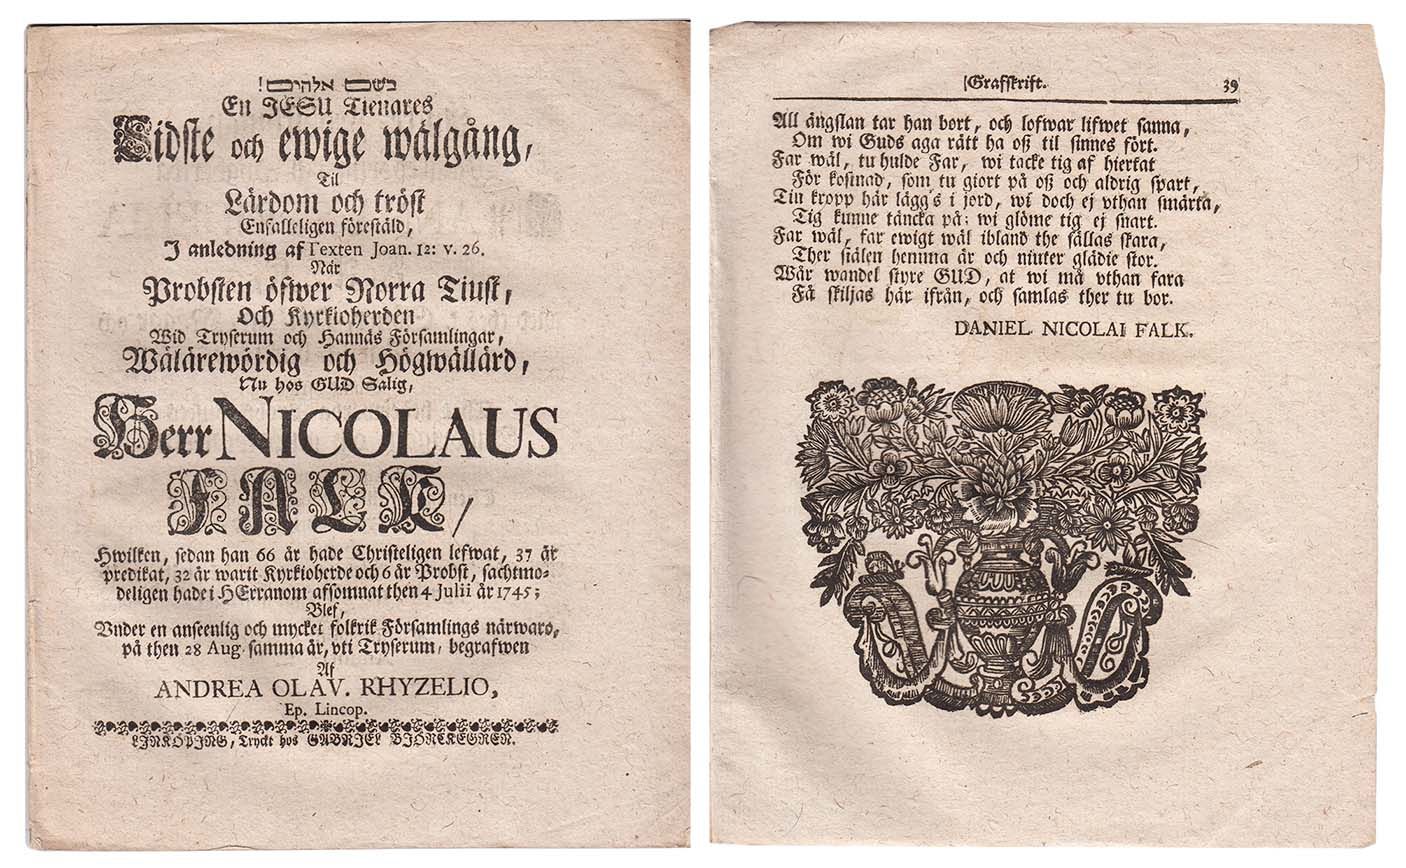 בשם אלהים!
En JESU Tienares
Sidste och ewige wälgång,
Til
Lärdom och tröst
Enfalleligen förestäld,
I anledning af Texten Joan. 12: v. 26.
När
Probsten öfwer Norra Tiust,
Och Kyrkioherden
Wid Tryserum och Hannäs Församlingar,
Wälärewördig och Högwällärd,
Nu hos GUD Salig,
Herr NICOLAUS
FALK,
Hwilken, sedan han 66 år hade Christeligen lefwat, 37 år
predikat, 32 år warit Kyrkioherde och 6 år Probst, sachtmo-
deligen hade i HErranom afsomnat then 4 Julii år 1745;
Blef,
Vnder en anseenlig och mycket folkrik Församlings närwaro,
på then 28 Aug. samma år, vti Tryserum, begrafwen
Af
ANDREA OLAV. RHYZELIO,
Ep. Lincop.
LINKÖPING, Tryckt hos GABRIEL BIÖRCKEGREN.
Grafskrift. 39
All ängslan tar han bort, och lofwar lifwet sanna,
Om wi Guds aga rätt ha oß til sinnes fört.
Far wäl, tu hulde Far, wi tacke tig af hiertat
För kostnad, som tu giort på oß och aldrig spart,
Tin kropp här lägg's i jord, wi doch ej vthan smärta,
Tig kunne täncka på; wi glöme tig ej snart.
Far wäl, far ewigt wäl ibland the sällas skara,
Ther siälen hemma är och niuter glädie stor.
Wår wandel styre GUD, at wi må vthan fara
Få skiljas här ifrån, och samlas ther tu bor.
DANIEL. NICOLAI FALK.